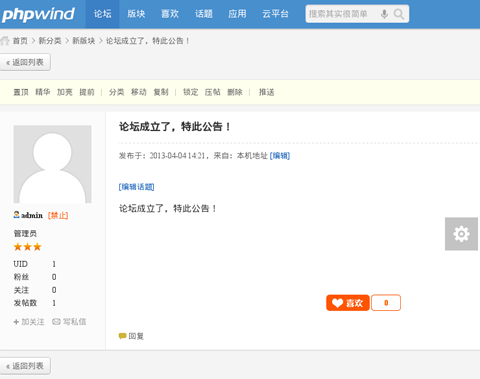 phpwind 论坛 版块 喜欢 话题 应用 云平台 搜索其实很简单
首页 > 新分类 > 新版块 > 论坛成立了，特此公告！
« 返回列表
置顶 精华 加亮 提前 | 分类 移动 复制 | 锁定 压帖 删除 | 推送
论坛成立了，特此公告！
发布于：2013-04-04 14:21，来自：本机地址 [编辑]
[编辑话题]
论坛成立了，特此公告！
admin [禁止]
管理员
UID 1
粉丝 0
关注 0
发帖数 1
加关注 写私信
喜欢 0
回复
« 返回列表